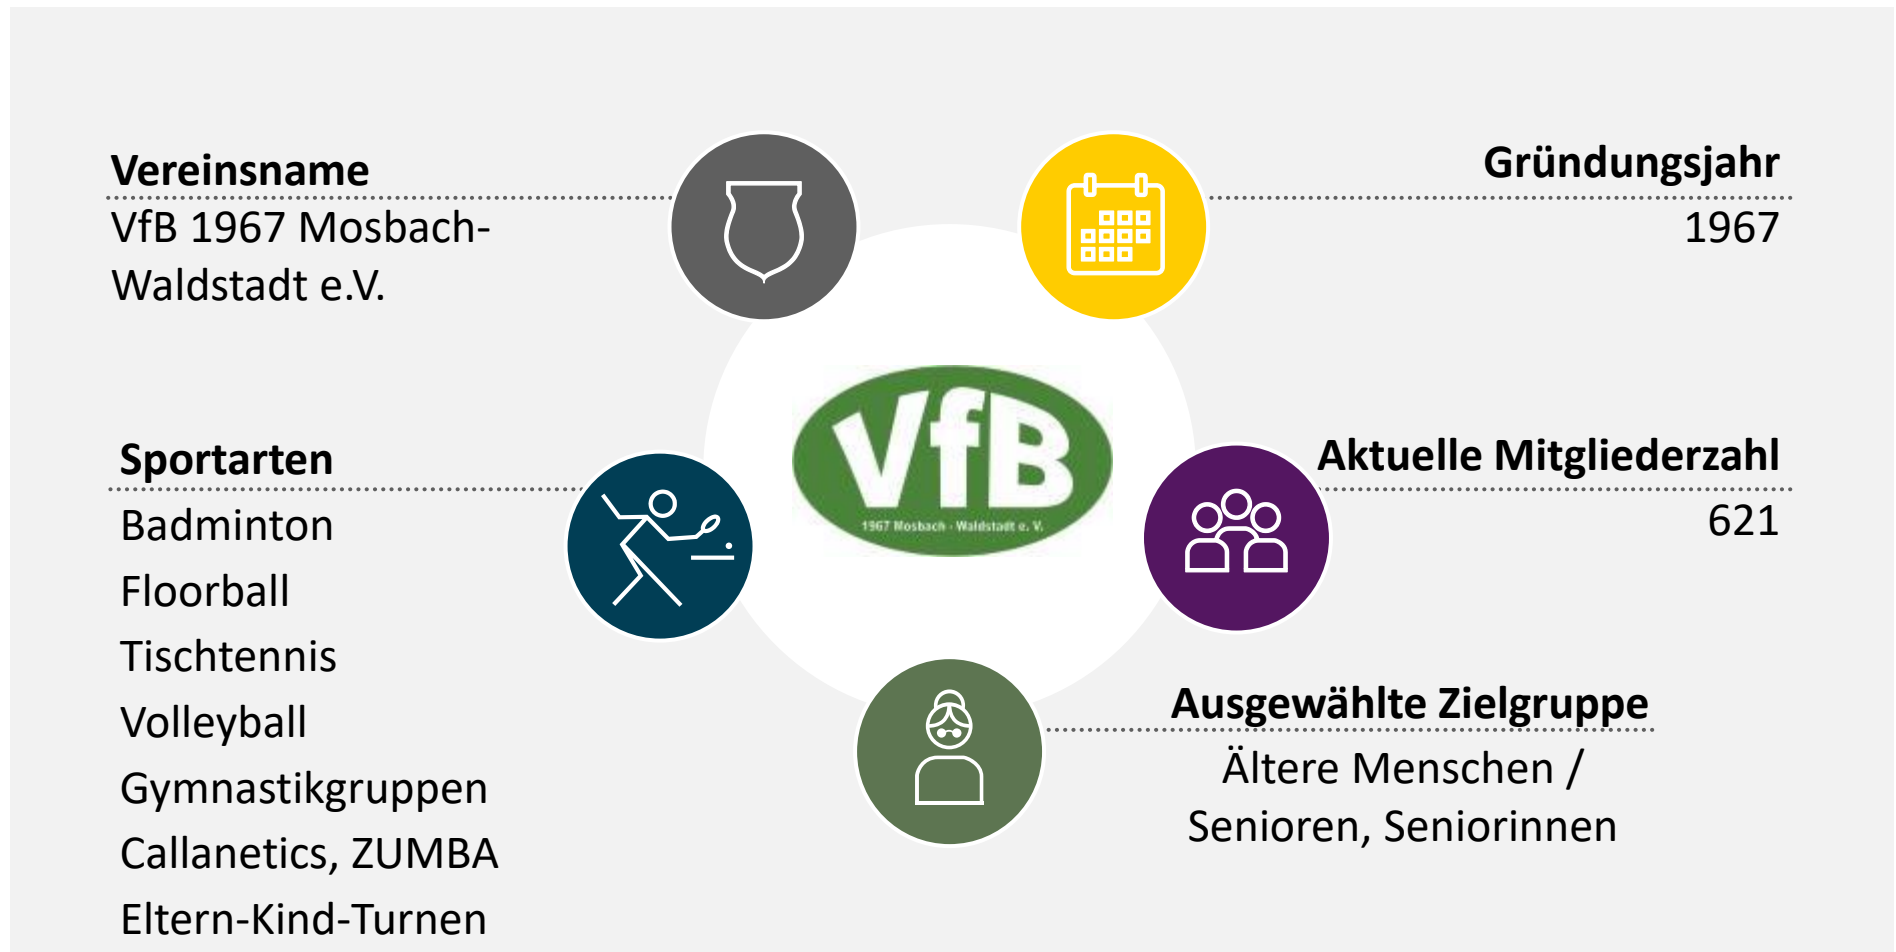 Vereinsname
VfB 1967 Mosbach-
Waldstadt e.V.
Gründungsjahr
1967
VfB
1967 Mosbach - Waldstadt e. V.
Sportarten
Badminton
Floorball
Tischtennis
Volleyball
Gymnastikgruppen
Callanetics, ZUMBA
Eltern-Kind-Turnen
Aktuelle Mitgliederzahl
621
Ausgewählte Zielgruppe
Ältere Menschen /
Senioren, Seniorinnen